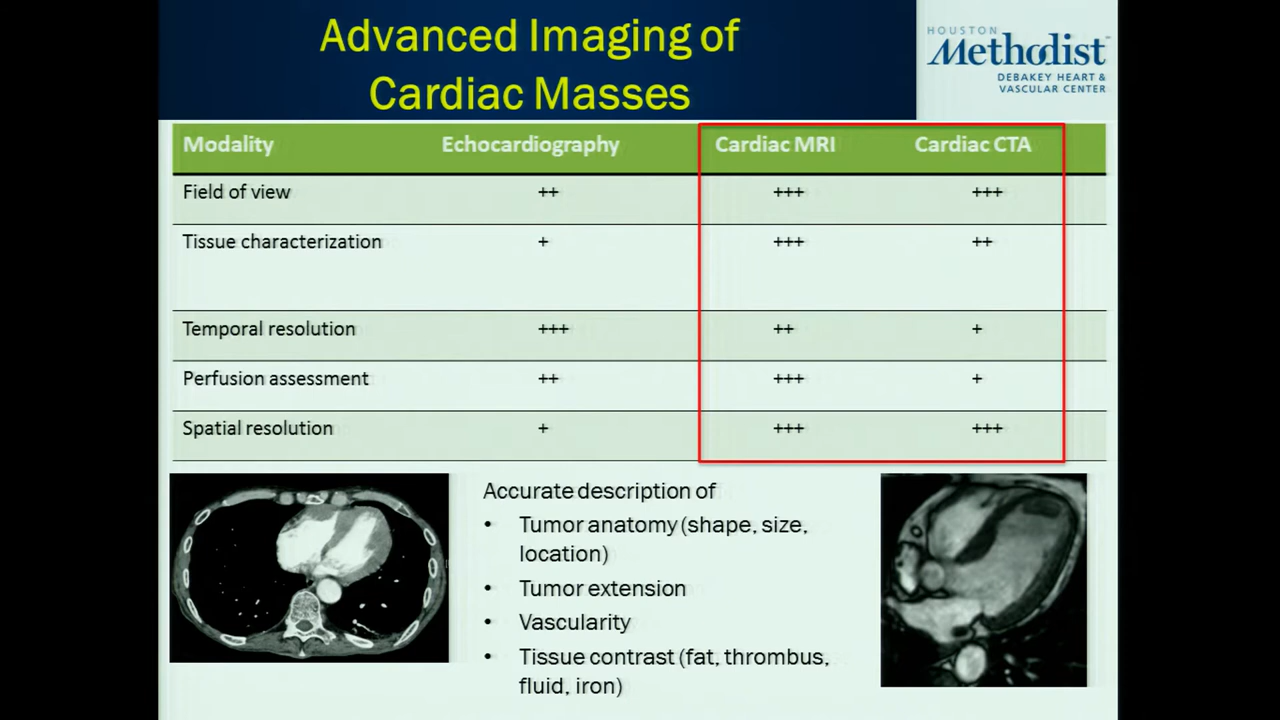 Advanced Imaging of
Cardiac Masses
HOUSTON
Methodist
DEBAKEY HEART &
VASCULAR CENTER
Modality Echocardiography Cardiac MRI Cardiac CTA
Field of view ++ +++ +++
Tissue characterization + +++ ++
Temporal resolution +++ ++ +
Perfusion assessment ++ +++ +
Spatial resolution + +++ +++
Accurate description of
• Tumor anatomy (shape, size,
location)
• Tumor extension
• Vascularity
• Tissue contrast (fat, thrombus,
fluid, iron)